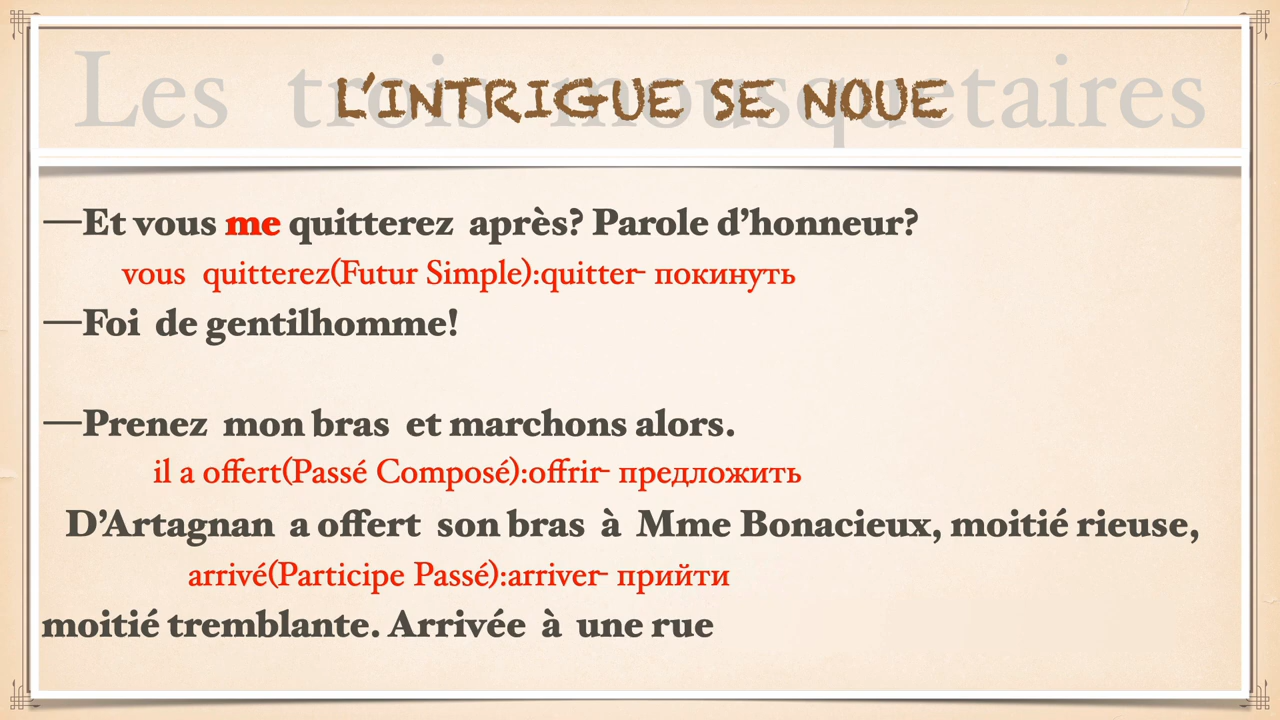 Les trois mousquetaires
L'INTRIGUE SE NOUE
—Et vous me quitterez après? Parole d'honneur?
vous quitterez(Futur Simple):quitter- покинуть
—Foi de gentilhomme!
—Prenez mon bras et marchons alors.
il a offert(Passé Composé):offrir- предложить
D'Artagnan a offert son bras à Mme Bonacieux, moitié rieuse,
arrivé(Participe Passé):arriver- прийти
moitié tremblante. Arrivée à une rue